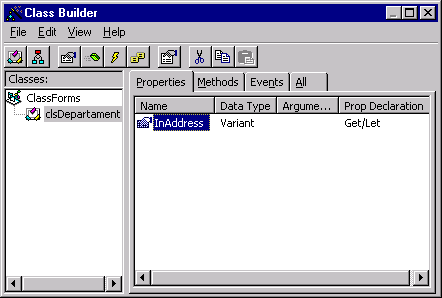 Class Builder
File Edit View Help
Classes:
ClassForms
clsDepartament
Properties Methods Events All
Name Data Type Argume... Prop Declaration
InAddress Variant Get/Let